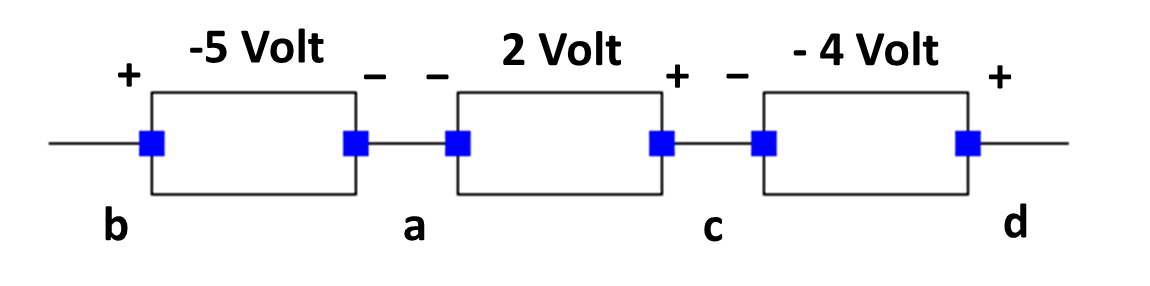 -5 Volt 2 Volt - 4 Volt
+ − − + − +
b a c d